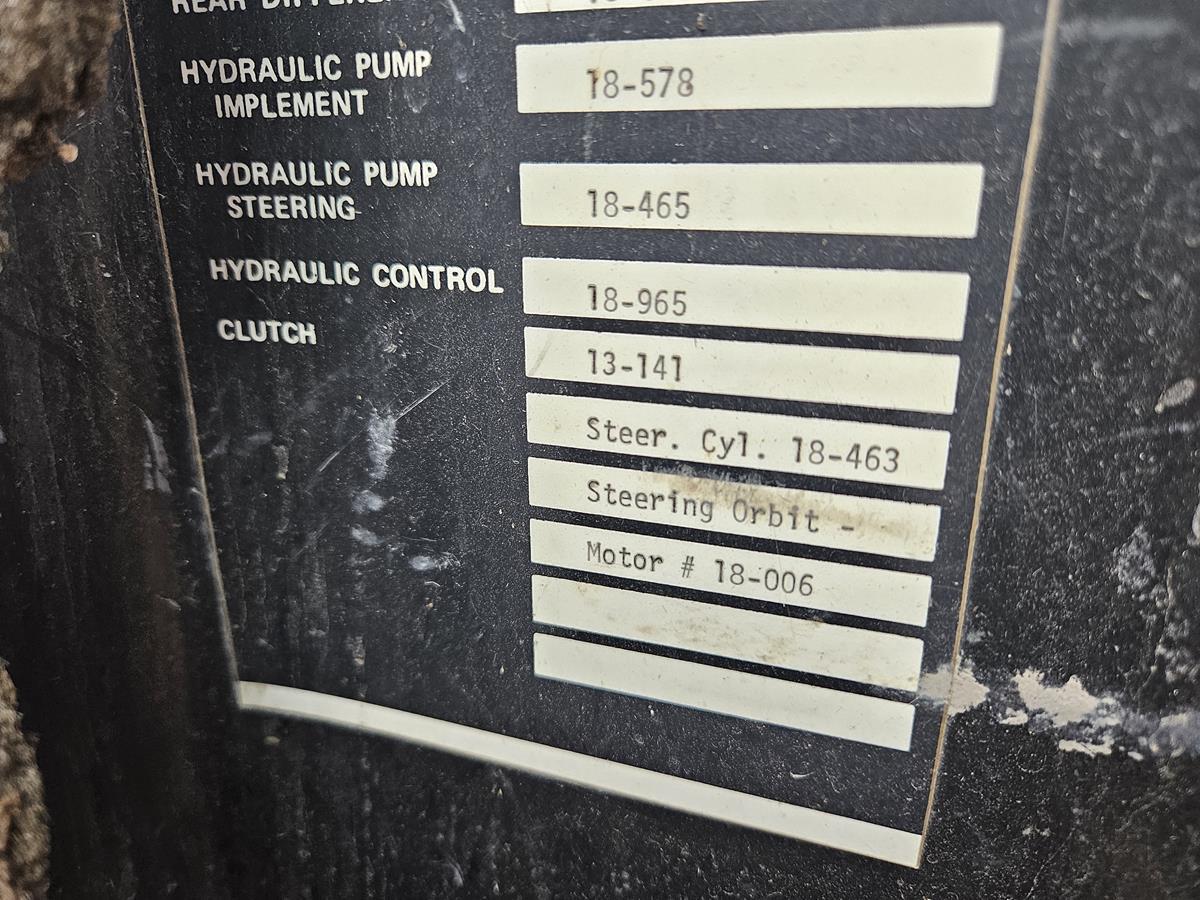 REAR
HYDRAULIC PUMP
IMPLEMENT
18-578
HYDRAULIC PUMP
STEERING
18-465
HYDRAULIC CONTROL
18-965
CLUTCH
13-141
Steer. Cyl. 18-463
Steering Orbit -
Motor # 18-006